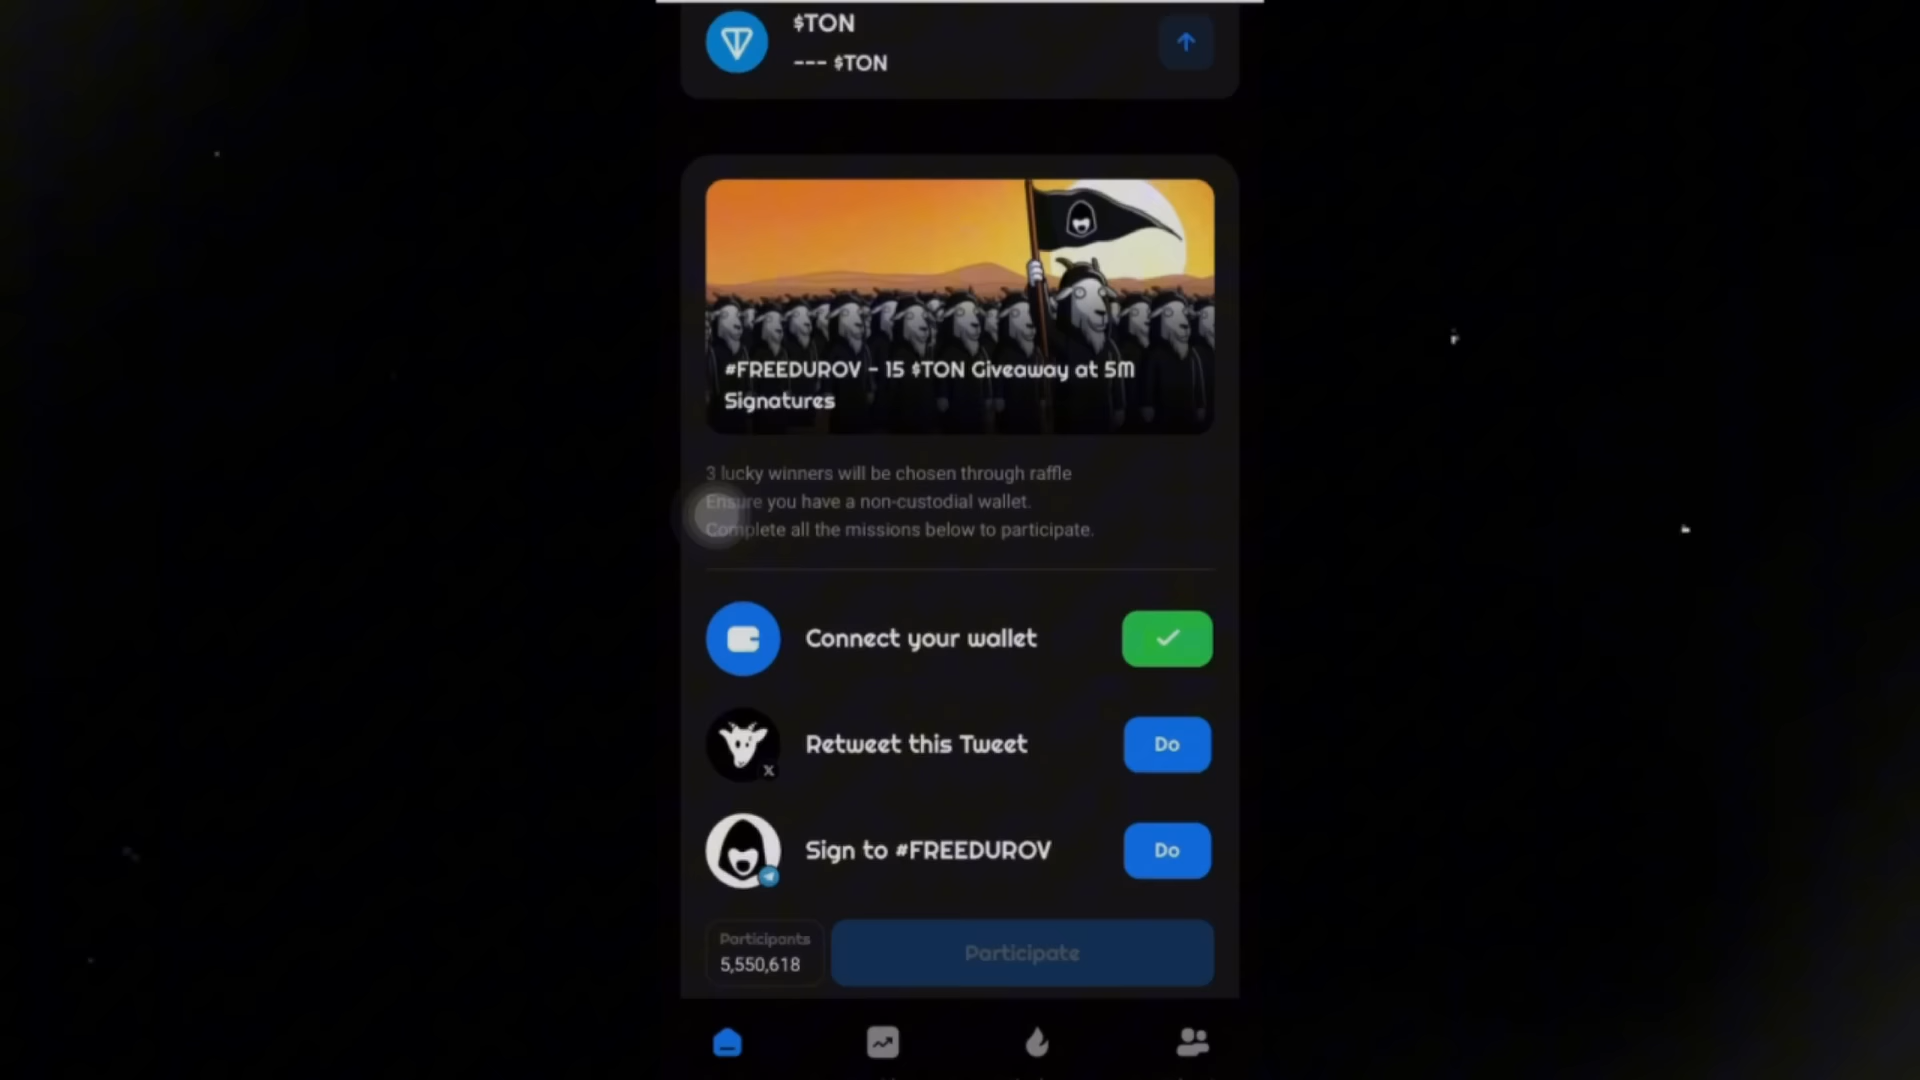 $TON
--- $TON
#FREEDUROV - 15 $TON Giveaway at 5M
Signatures
3 lucky winners will be chosen through raffle
Ensure you have a non-custodial wallet.
Complete all the missions below to participate.
Connect your wallet
Retweet this Tweet
Do
Sign to #FREEDUROV
Do
Participants
5,550,618
Participate